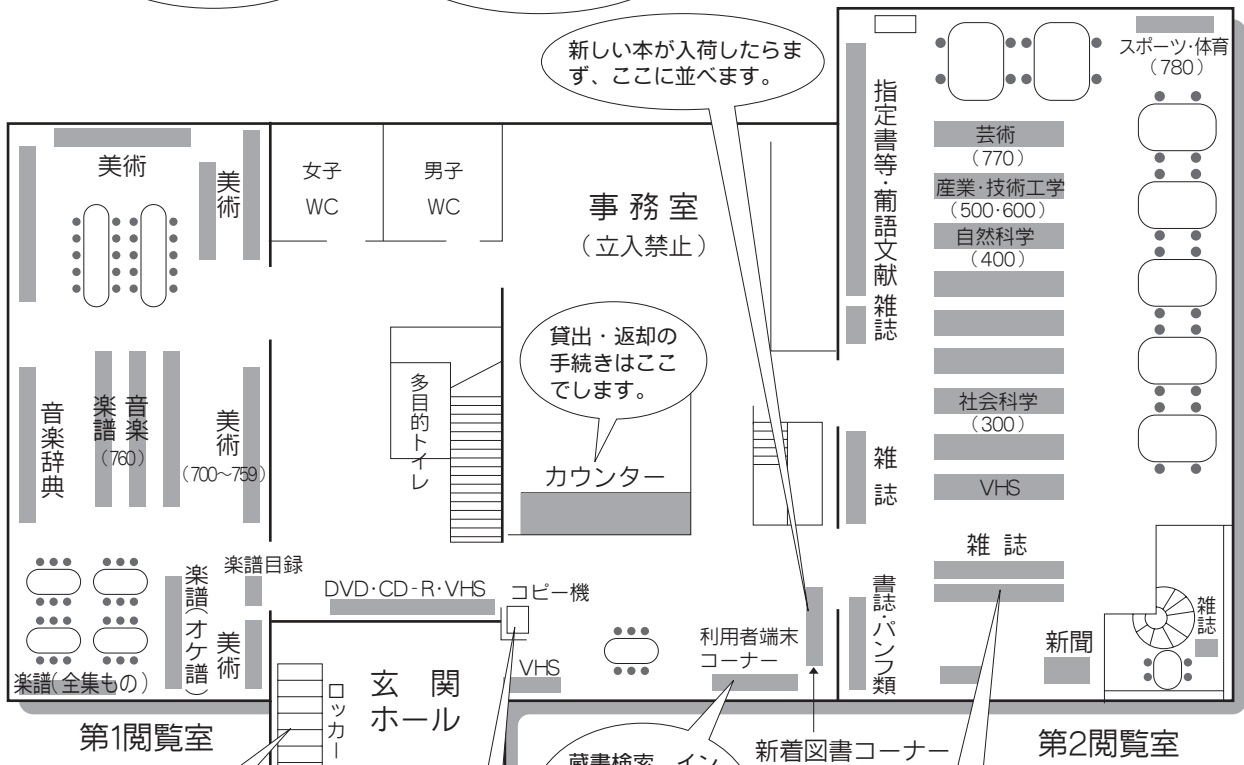 新しい本が入荷したらま
ず、ここに並べます。
スポーツ・体育
（780）
指定書等・葡語文献
雑誌
芸術
（770）
産業・技術工学
（500・600）
自然科学
（400）
美術
美術
女子
WC
男子
WC
事務室
（立入禁止）
貸出・返却の
手続きはここ
でします。
多目的トイレ
カウンター
音楽辞典
楽譜
音楽
（760）
美術
（700～759）
社会科学
（300）
雑誌
VHS
雑誌
楽譜目録
楽譜（オケ譜）
美術
DVD・CD-R・VHS
コピー機
VHS
利用者端末
コーナー
書誌・パンフ類
新聞
雑誌
楽譜（全集もの）
ロッカー
玄関
ホール
第1閲覧室
蔵書検索、イン
新着図書コーナー
第2閲覧室